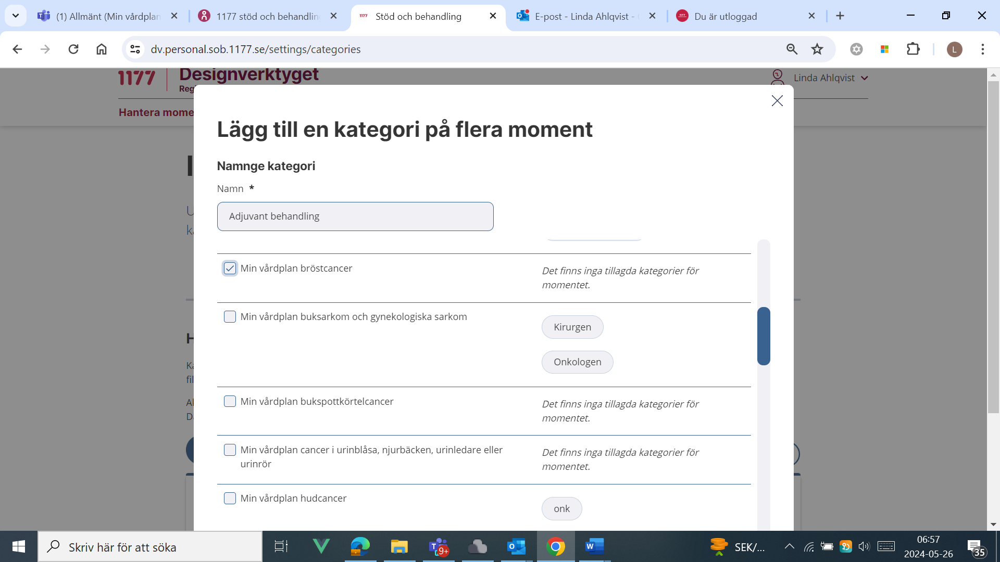 (1) Allmänt (Min vårdplan
1177 stöd och behandling
1177
Stöd och behandling
E-post - Linda Ahlqvist -
Du är utloggad
dv.personal.sob.1177.se/settings/categories
L
1177
Designverktyget
Reg
Linda Ahlqvist
Hantera mome
Lägg till en kategori på flera moment
Namnge kategori
Namn *
Adjuvant behandling
Min vårdplan bröstcancer
Det finns inga tillagda kategorier för
momentet.
Min vårdplan buksarkom och gynekologiska sarkom
Kirurgen
Onkologen
Min vårdplan bukspottkörtelcancer
Det finns inga tillagda kategorier för
momentet.
Min vårdplan cancer i urinblåsa, njurbäcken, urinledare eller
urinrör
Det finns inga tillagda kategorier för
momentet.
Min vårdplan hudcancer
onk
Skriv här för att söka
9+
SEK/...
06:57
2024-05-26
35